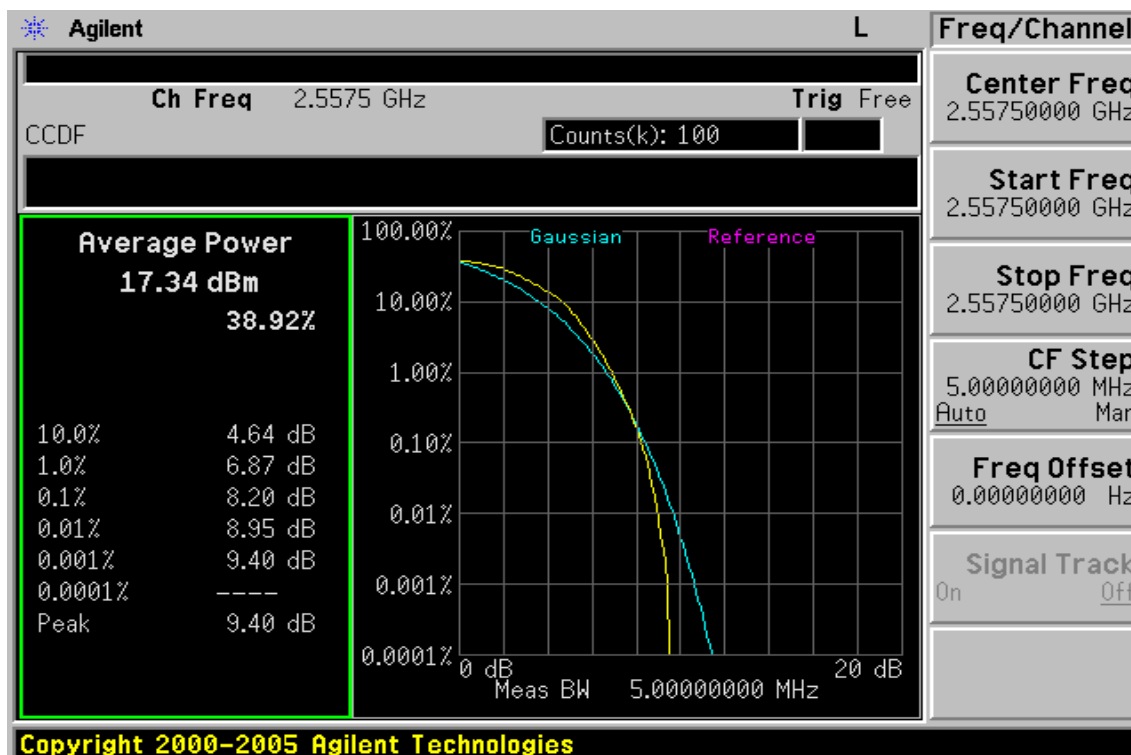 Agilent L
Freq/Channel
Ch Freq 2.5575 GHz Trig Free
CCDF Counts(k): 100
Average Power
17.34 dBm
38.92%
10.0% 4.64 dB
1.0% 6.87 dB
0.1% 8.20 dB
0.01% 8.95 dB
0.001% 9.40 dB
0.0001% ----
Peak 9.40 dB
Gaussian Reference
100.00%
10.00%
1.00%
0.10%
0.01%
0.001%
0.0001%
0 dB 20 dB
Meas BW 5.00000000 MHz
Center Freq
2.55750000 GHz
Start Freq
2.55750000 GHz
Stop Freq
2.55750000 GHz
CF Step
5.00000000 MHz
Auto Man
Freq Offset
0.00000000 Hz
Signal Track
On Off
Copyright 2000-2005 Agilent Technologies